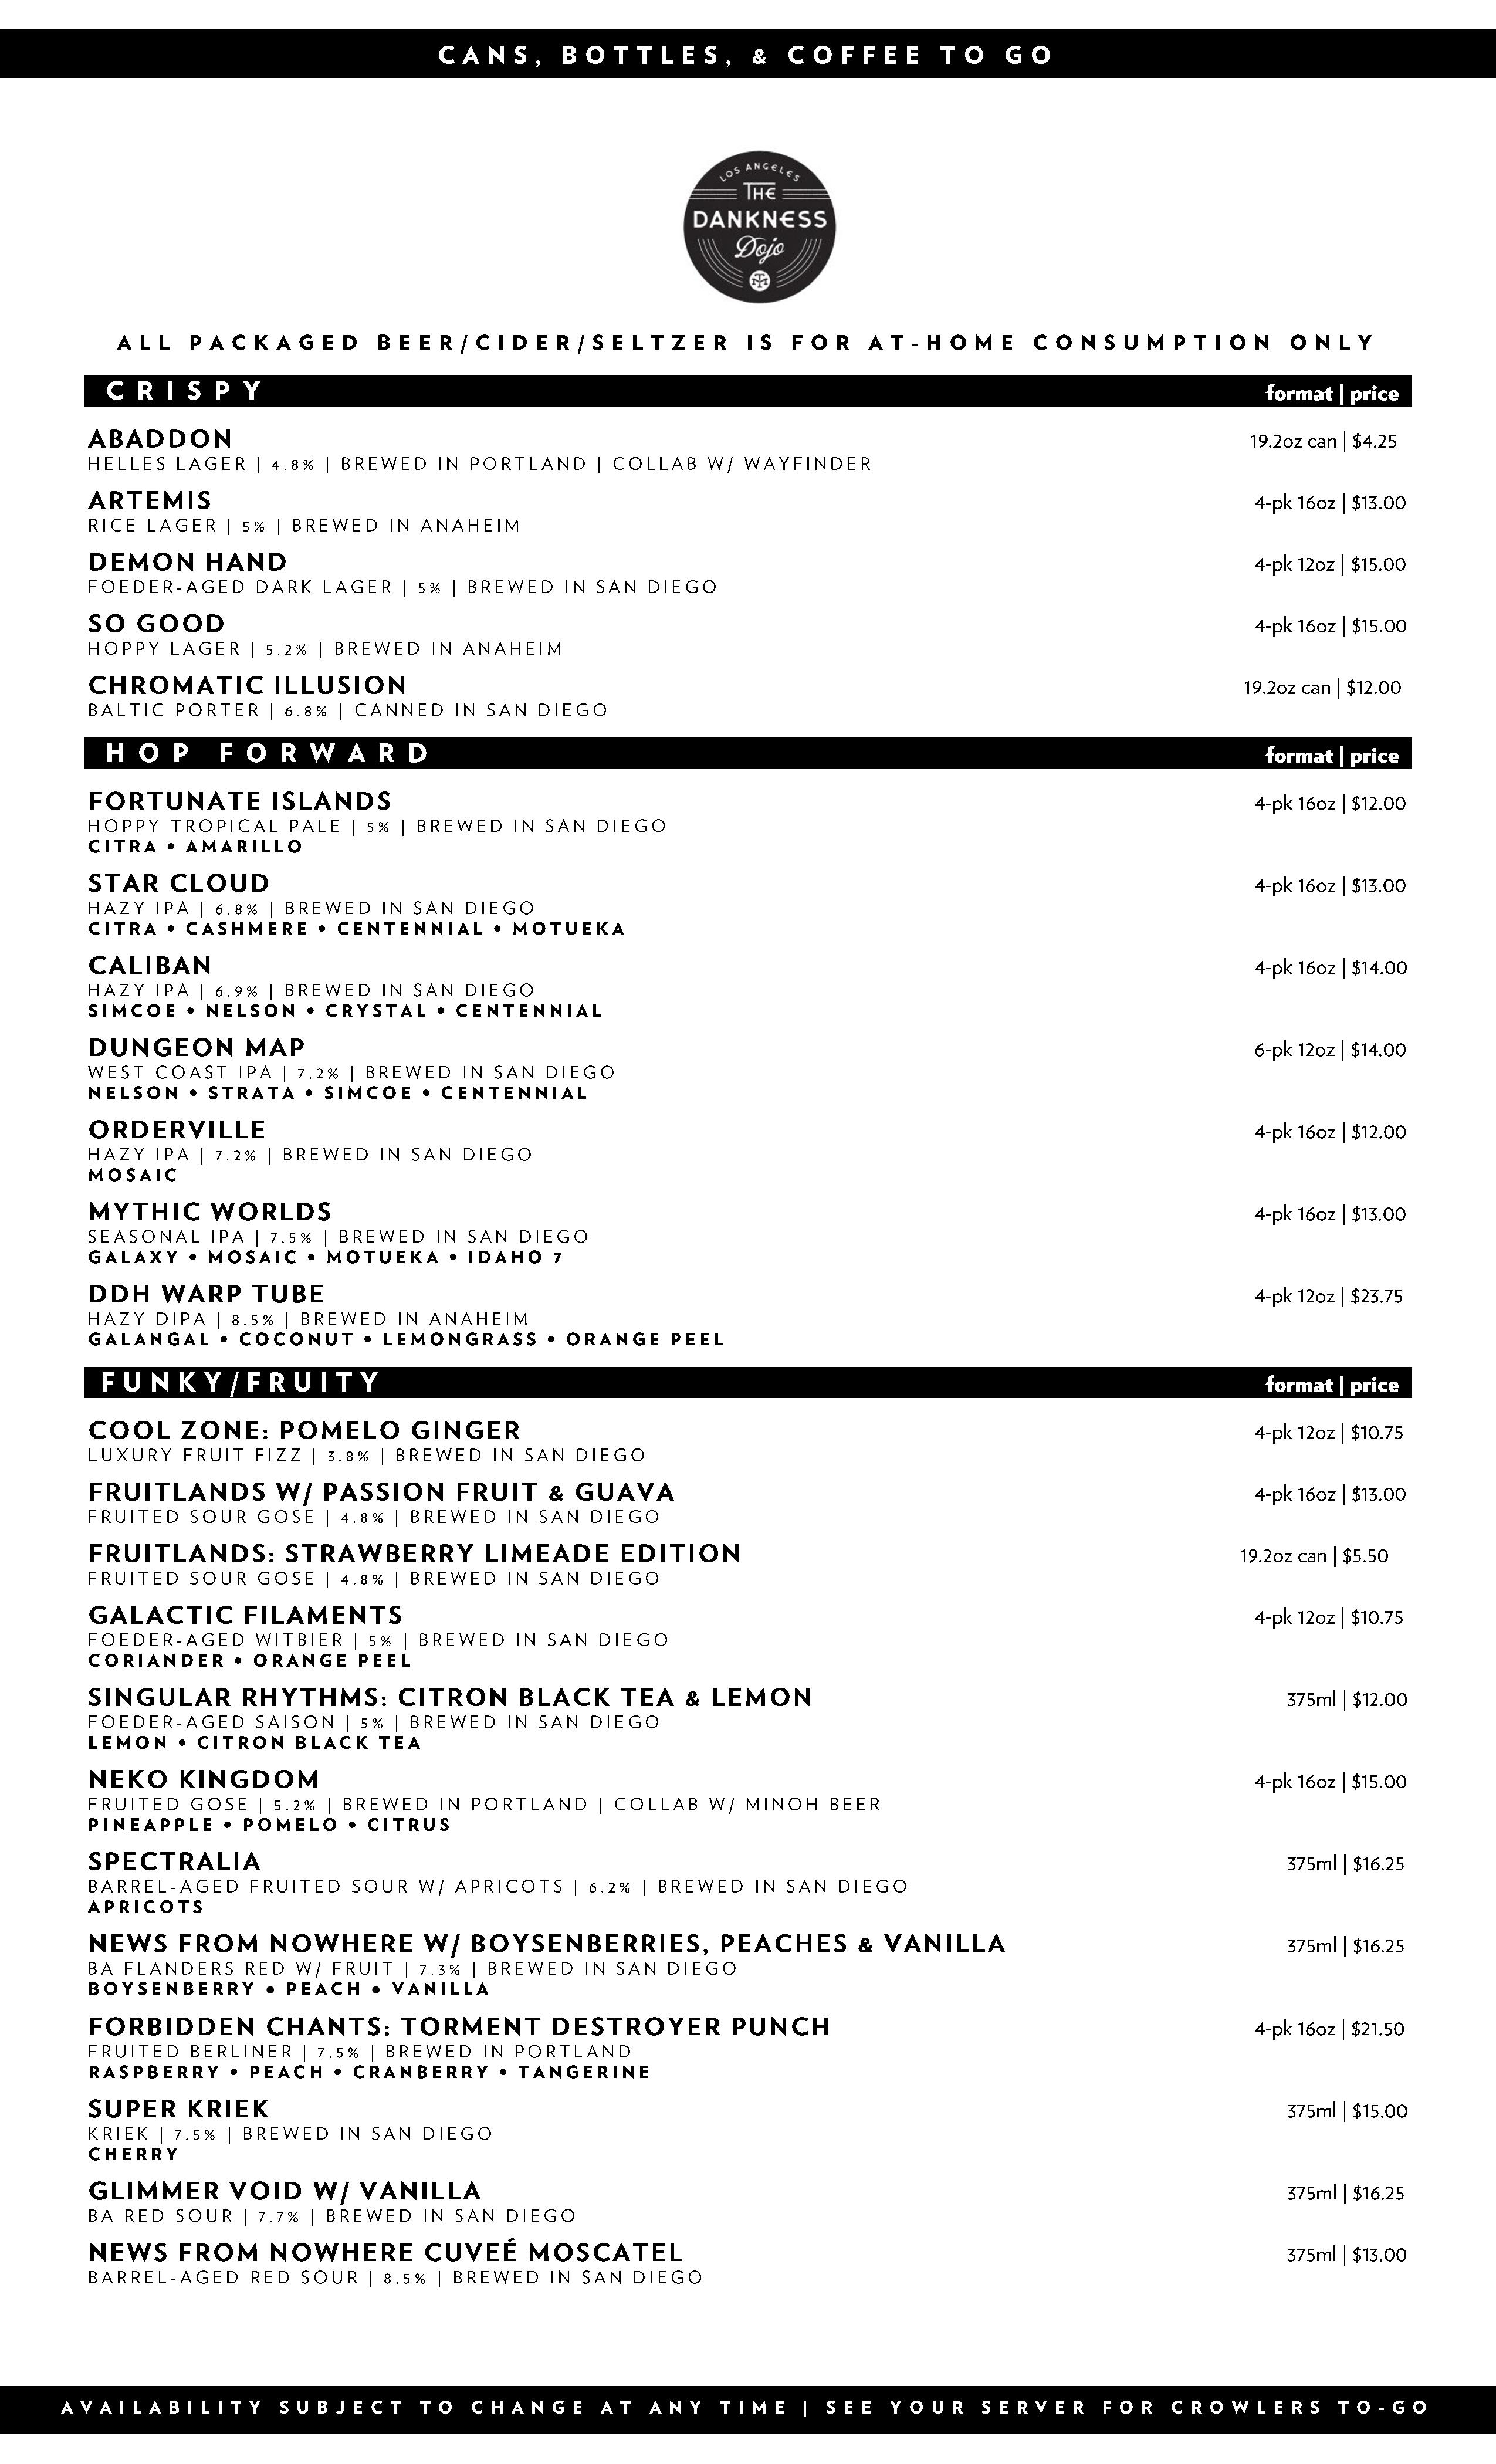 CANS, BOTTLES, & COFFEE TO GO
LOS ANGELES
THE
DANKNESS
Dojo
ALL PACKAGED BEER/CIDER/SELTZER IS FOR AT-HOME CONSUMPTION ONLY
CRISPY format | price
ABADDON 19.2oz can | $4.25
HELLES LAGER | 4.8% | BREWED IN PORTLAND | COLLAB W/ WAYFINDER
ARTEMIS 4-pk 16oz | $13.00
RICE LAGER | 5% | BREWED IN ANAHEIM
DEMON HAND 4-pk 12oz | $15.00
FOEDER-AGED DARK LAGER | 5% | BREWED IN SAN DIEGO
SO GOOD 4-pk 16oz | $15.00
HOPPY LAGER | 5.2% | BREWED IN ANAHEIM
CHROMATIC ILLUSION 19.2oz can | $12.00
BALTIC PORTER | 6.8% | CANNED IN SAN DIEGO
HOP FORWARD format | price
FORTUNATE ISLANDS 4-pk 16oz | $12.00
HOPPY TROPICAL PALE | 5% | BREWED IN SAN DIEGO
CITRA • AMARILLO
STAR CLOUD 4-pk 16oz | $13.00
HAZY IPA | 6.8% | BREWED IN SAN DIEGO
CITRA • CASHMERE • CENTENNIAL • MOTUEKA
CALIBAN 4-pk 16oz | $14.00
HAZY IPA | 6.9% | BREWED IN SAN DIEGO
SIMCOE • NELSON • CRYSTAL • CENTENNIAL
DUNGEON MAP 6-pk 12oz | $14.00
WEST COAST IPA | 7.2% | BREWED IN SAN DIEGO
NELSON • STRATA • SIMCOE • CENTENNIAL
ORDERVILLE 4-pk 16oz | $12.00
HAZY IPA | 7.2% | BREWED IN SAN DIEGO
MOSAIC
MYTHIC WORLDS 4-pk 16oz | $13.00
SEASONAL IPA | 7.5% | BREWED IN SAN DIEGO
GALAXY • MOSAIC • MOTUEKA • IDAHO 7
DDH WARP TUBE 4-pk 12oz | $23.75
HAZY DIPA | 8.5% | BREWED IN ANAHEIM
GALANGAL • COCONUT • LEMONGRASS • ORANGE PEEL
FUNKY/FRUITY format | price
COOL ZONE: POMELO GINGER 4-pk 12oz | $10.75
LUXURY FRUIT FIZZ | 3.8% | BREWED IN SAN DIEGO
FRUITLANDS W/ PASSION FRUIT & GUAVA 4-pk 16oz | $13.00
FRUITED SOUR GOSE | 4.8% | BREWED IN SAN DIEGO
FRUITLANDS: STRAWBERRY LIMEADE EDITION 19.2oz can | $5.50
FRUITED SOUR GOSE | 4.8% | BREWED IN SAN DIEGO
GALACTIC FILAMENTS 4-pk 12oz | $10.75
FOEDER-AGED WITBIER | 5% | BREWED IN SAN DIEGO
CORIANDER • ORANGE PEEL
SINGULAR RHYTHMS: CITRON BLACK TEA & LEMON 375ml | $12.00
FOEDER-AGED SAISON | 5% | BREWED IN SAN DIEGO
LEMON • CITRON BLACK TEA
NEKO KINGDOM 4-pk 16oz | $15.00
FRUITED GOSE | 5.2% | BREWED IN PORTLAND | COLLAB W/ MINOH BEER
PINEAPPLE • POMELO • CITRUS
SPECTRALIA 375ml | $16.25
BARREL-AGED FRUITED SOUR W/ APRICOTS | 6.2% | BREWED IN SAN DIEGO
APRICOTS
NEWS FROM NOWHERE W/ BOYSENBERRIES, PEACHES & VANILLA 375ml | $16.25
BA FLANDERS RED W/ FRUIT | 7.3% | BREWED IN SAN DIEGO
BOYSENBERRY • PEACH • VANILLA
FORBIDDEN CHANTS: TORMENT DESTROYER PUNCH 4-pk 16oz | $21.50
FRUITED BERLINER | 7.5% | BREWED IN PORTLAND
RASPBERRY • PEACH • CRANBERRY • TANGERINE
SUPER KRIEK 375ml | $15.00
KRIEK | 7.5% | BREWED IN SAN DIEGO
CHERRY
GLIMMER VOID W/ VANILLA 375ml | $16.25
BA RED SOUR | 7.7% | BREWED IN SAN DIEGO
NEWS FROM NOWHERE CUVEÉ MOSCATEL 375ml | $13.00
BARREL-AGED RED SOUR | 8.5% | BREWED IN SAN DIEGO
AVAILABILITY SUBJECT TO CHANGE AT ANY TIME | SEE YOUR SERVER FOR CROWLERS TO-GO